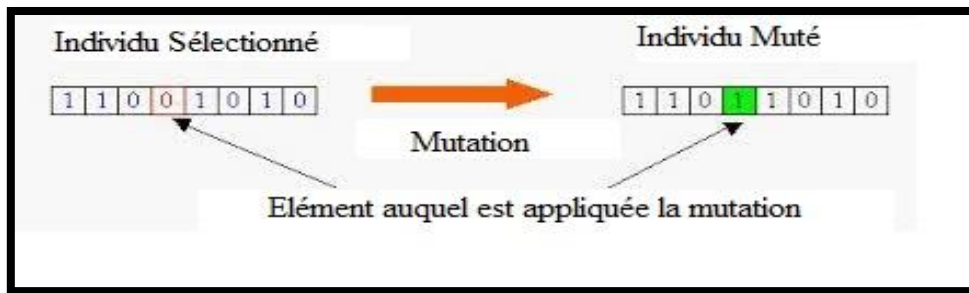 Individu Sélectionné
Individu Muté
1 1 0 0 1 0 1 0
1 1 0 1 1 0 1 0
Mutation
Elément auquel est appliquée la mutation